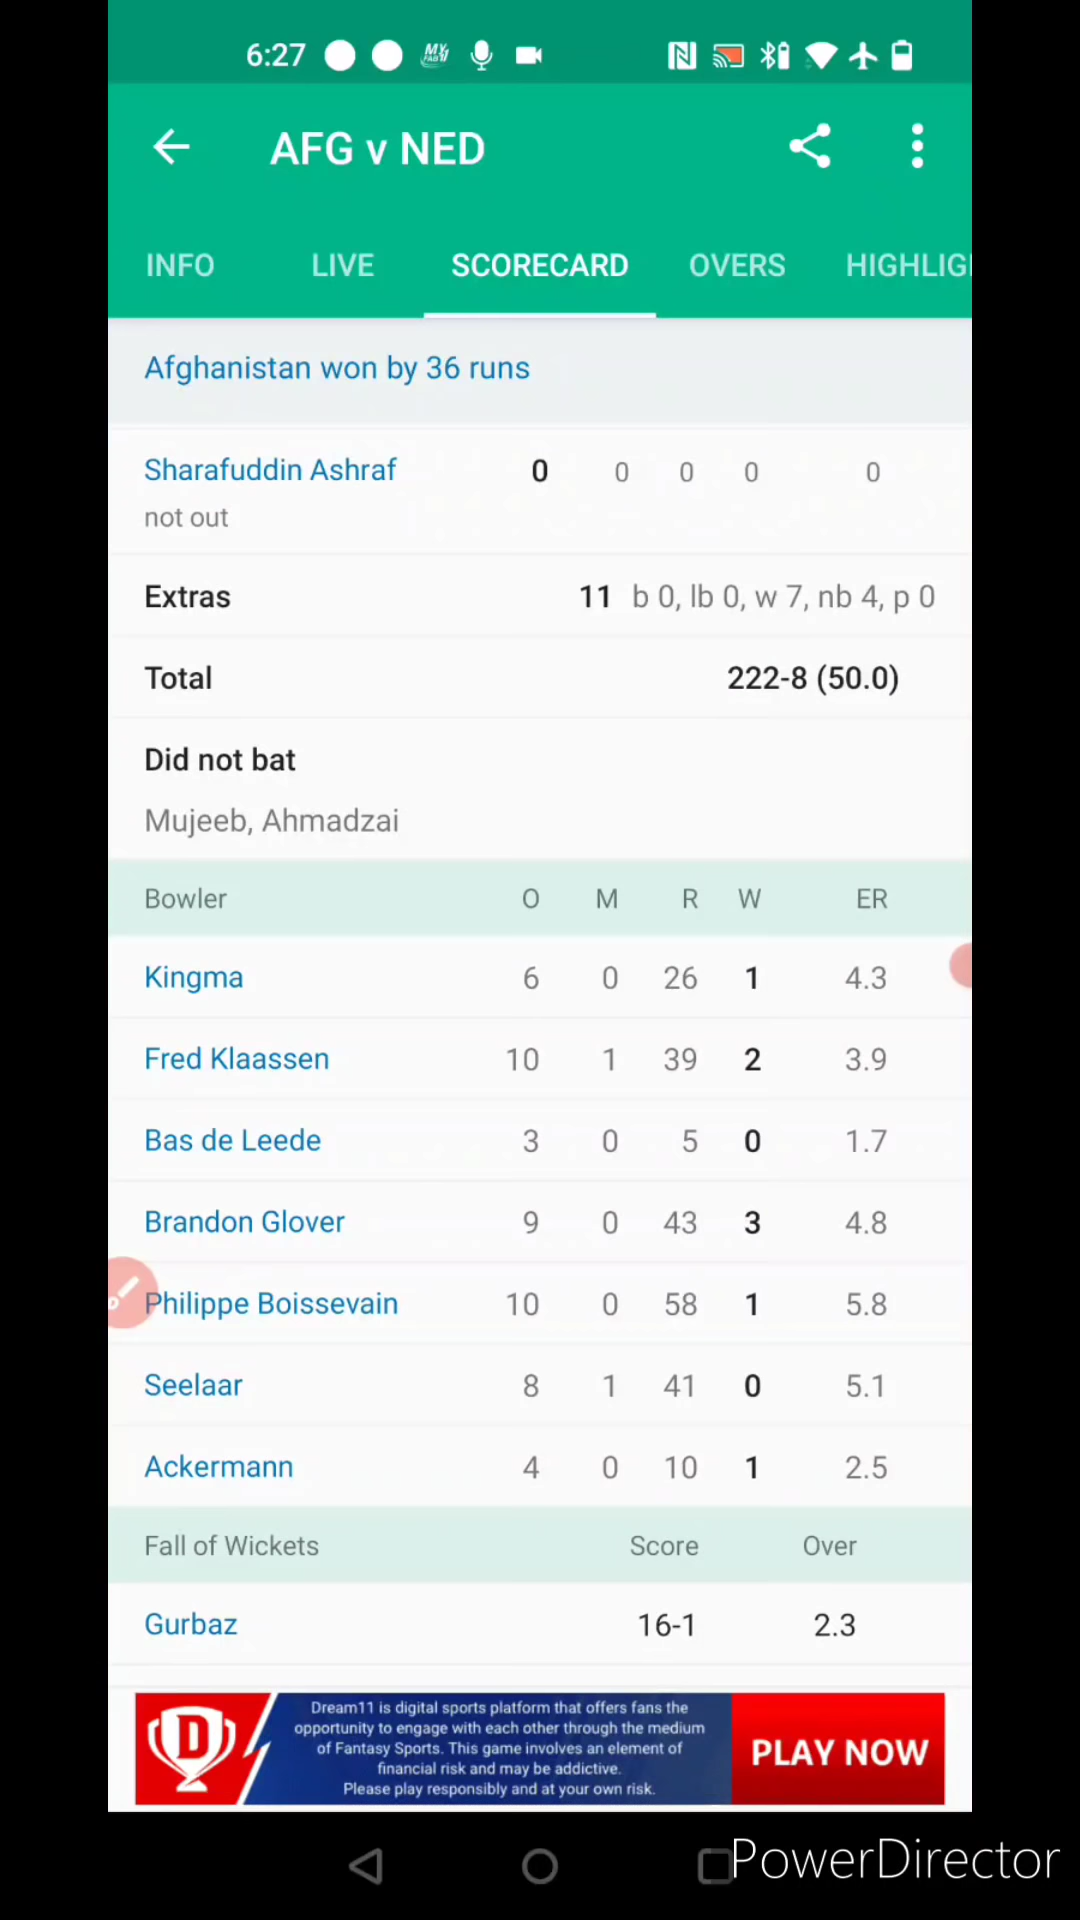 6:27
AFG v NED
INFO LIVE SCORECARD OVERS HIGHLIG
Afghanistan won by 36 runs
Sharafuddin Ashraf 0 0 0 0 0
not out
Extras 11 b 0, lb 0, w 7, nb 4, p 0
Total 222-8 (50.0)
Did not bat
Mujeeb, Ahmadzai
Bowler O M R W ER
Kingma 6 0 26 1 4.3
Fred Klaassen 10 1 39 2 3.9
Bas de Leede 3 0 5 0 1.7
Brandon Glover 9 0 43 3 4.8
Philippe Boissevain 10 0 58 1 5.8
Seelaar 8 1 41 0 5.1
Ackermann 4 0 10 1 2.5
Fall of Wickets Score Over
Gurbaz 16-1 2.3
D
Dream11 is digital sports platform that offers fans the
opportunity to engage with each other through the medium
of Fantasy Sports. This game involves an element of
financial risk and may be addictive.
Please play responsibly and at your own risk.
PLAY NOW
PowerDirector